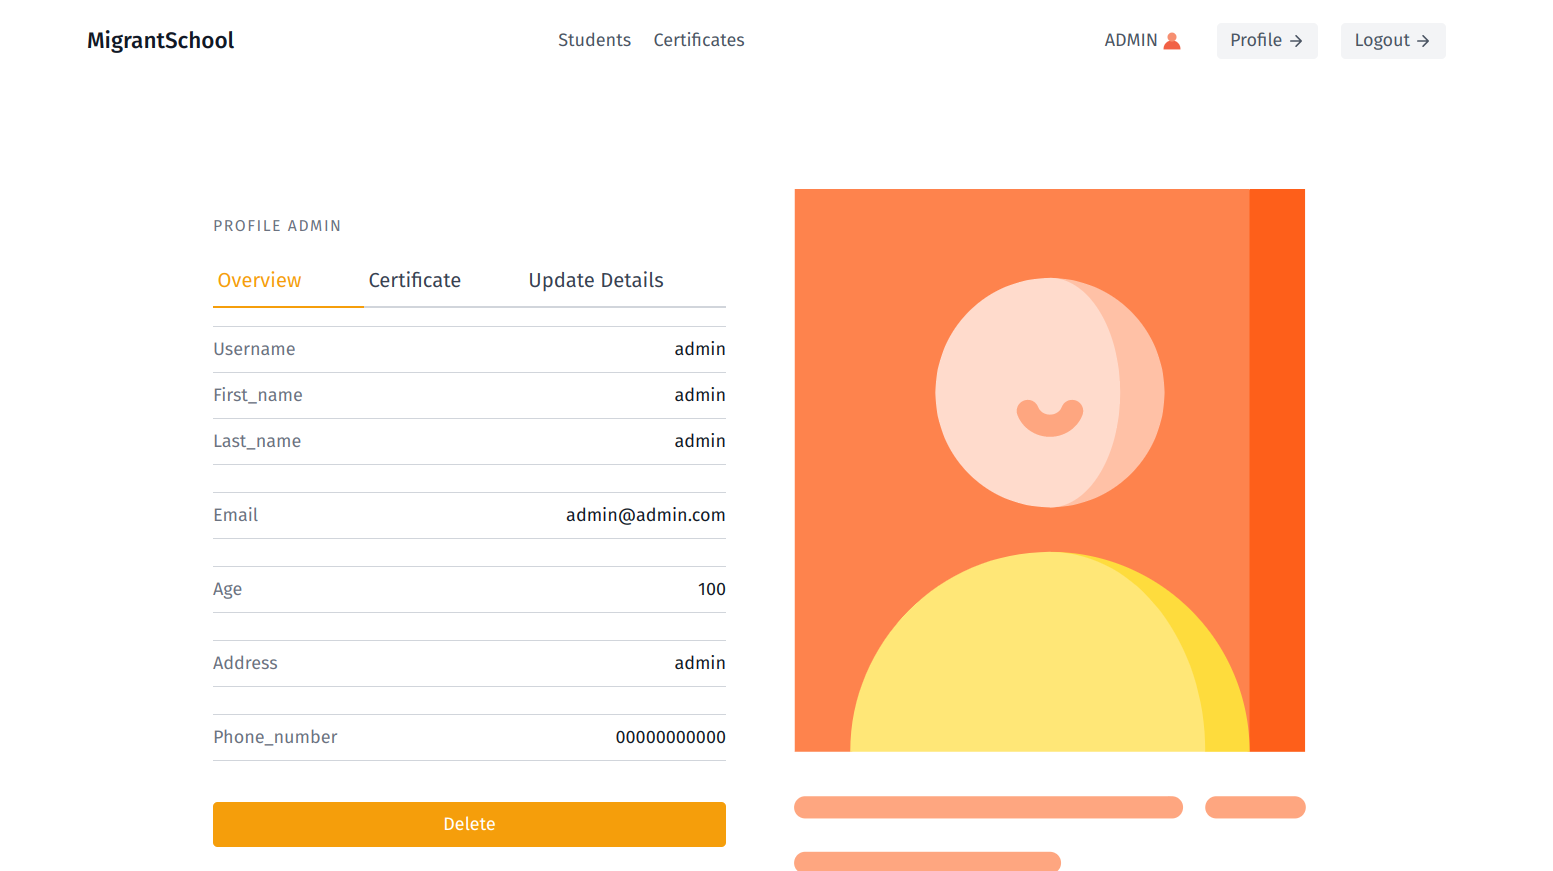 MigrantSchool Students Certificates ADMIN Profile → Logout →
PROFILE ADMIN
Overview Certificate Update Details
Username admin
First_name admin
Last_name admin
Email admin@admin.com
Age 100
Address admin
Phone_number 00000000000
Delete